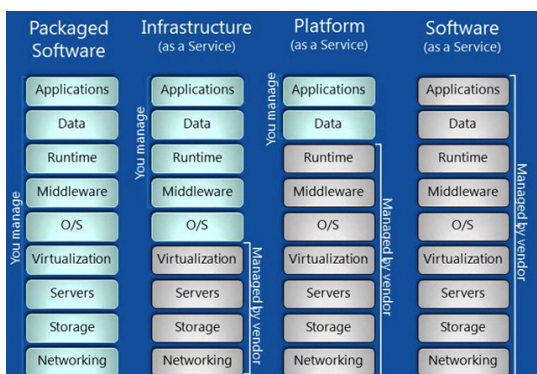 Packaged
Software
Applications
Data
Runtime
Middleware
O/S
Virtualization
Servers
Storage
Networking
You manage
Infrastructure
(as a Service)
Applications
Data
Runtime
Middleware
O/S
Virtualization
Servers
Storage
Networking
You manage
Managed by vendor
Platform
(as a Service)
Applications
Data
Runtime
Middleware
O/S
Virtualization
Servers
Storage
Networking
You manage
Managed by vendor
Software
(as a Service)
Applications
Data
Runtime
Middleware
O/S
Virtualization
Servers
Storage
Networking
Managed by vendor